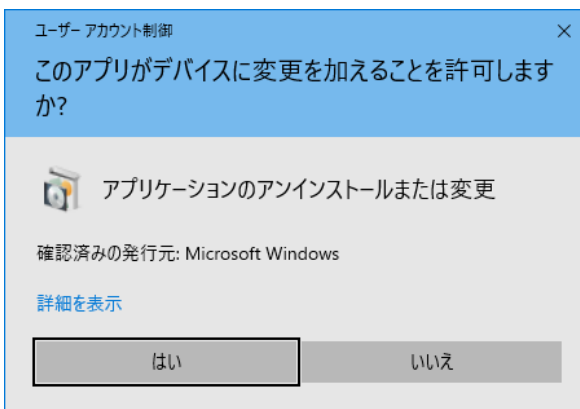 ユーザー アカウント制御
このアプリがデバイスに変更を加えることを許可します
か?
アプリケーションのアンインストールまたは変更
確認済みの発行元: Microsoft Windows
詳細を表示
はい
いいえ